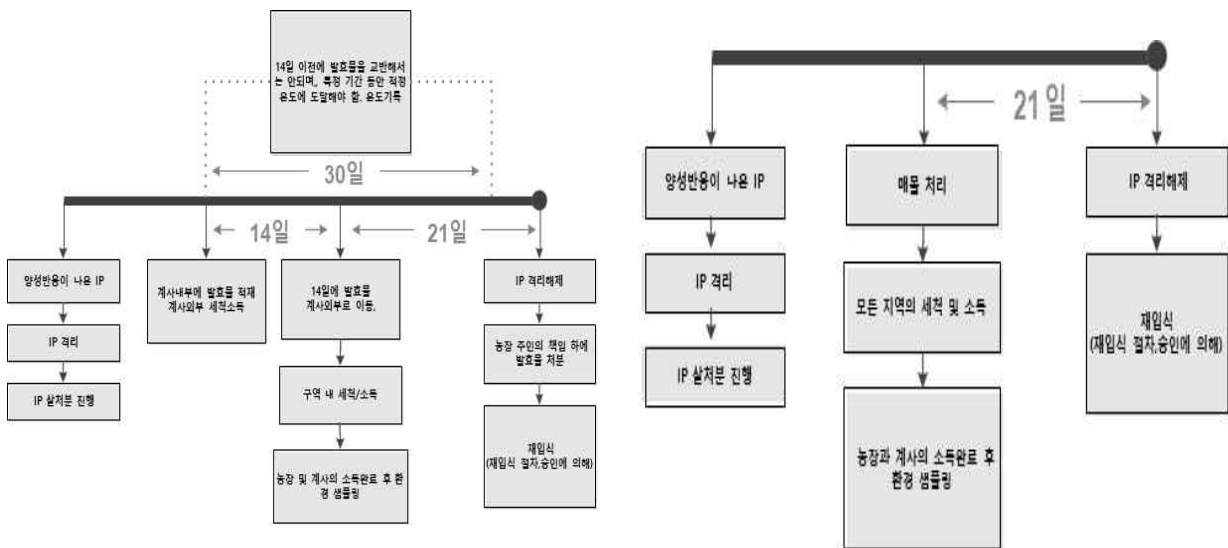 14일 이전에 발효물을 교반해서
는 안되며, 특정 기간 동안 적정
온도에 도달해야 함. 온도기록
30일
14일
21일
양성반응이 나온 IP
IP 격리
IP 살처분 진행
계사내부에 발효물 적재
계사외부 세척소독
14일에 발효물
계사외부로 이동.
구역 내 세척/소독
농장 및 계사의 소독완료 후 환
경 샘플링
IP 격리해제
농장 주인의 책임 하에
발효물 처분
재입식
(재입식 절차,승인에 의해)
21일
양성반응이 나온 IP
IP 격리
IP 살처분 진행
매몰 처리
모든 지역의 세척 및 소독
농장과 계사의 소독완료 후
환경 샘플링
IP 격리해제
재입식
(재입식 절차,승인에 의해)